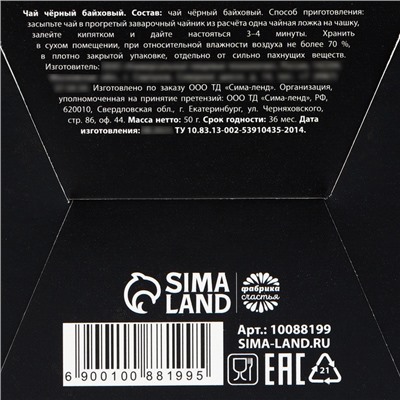 Чай чёрный байховый. Состав: чай чёрный байховый. Способ приготовления:
засыпьте чай в прогретый заварочный чайник из расчёта одна чайная ложка на чашку,
залейте кипятком и дайте настояться 3–4 минуты. Хранить
в сухом помещении, при относительной влажности воздуха не более 70 %,
в плотно закрытой упаковке, отдельно от сильно пахнущих веществ.
Изготовитель:
Изготовлено по заказу ООО ТД «Сима-ленд». Организация,
уполномоченная на принятие претензий: ООО ТД «Сима-ленд», РФ,
620010, Свердловская обл., г. Екатеринбург, ул. Черняховского,
стр. 86, оф. 44. Масса нетто: 50 г. Срок годности: 36 мес. Дата
изготовления: ТУ 10.83.13-002-53910435-2014.
SIMA
LAND
фабрика
счастья
Арт.: 10088199
SIMA-LAND.RU
6 900100 881995
EAC
21